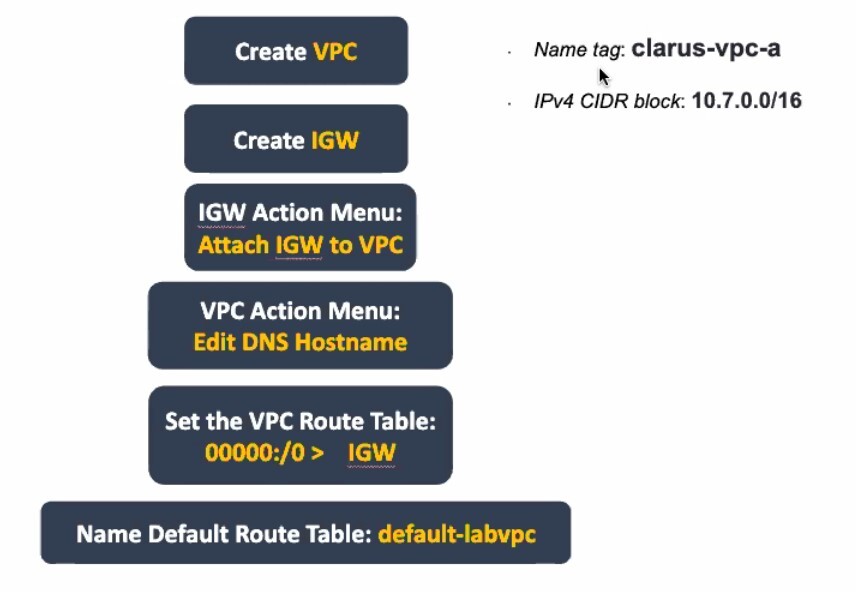 Create VPC
Create IGW
IGW Action Menu:
Attach IGW to VPC
VPC Action Menu:
Edit DNS Hostname
Set the VPC Route Table:
00000:/0 > IGW
Name Default Route Table: default-labvpc
· Name tag: clarus-vpc-a
· IPv4 CIDR block: 10.7.0.0/16